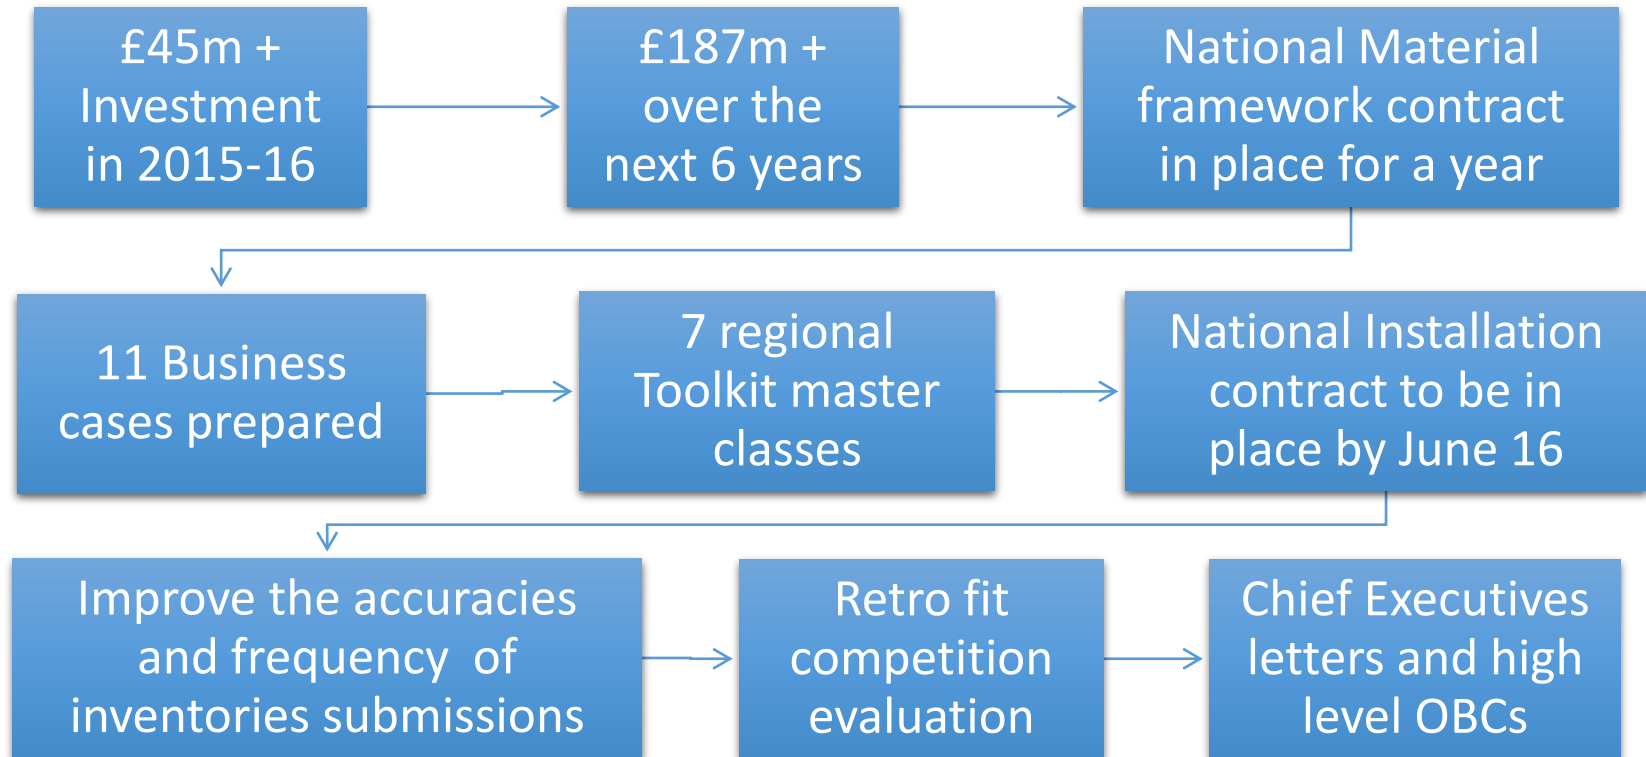 £45m +
Investment
in 2015-16
£187m +
over the
next 6 years
National Material
framework contract
in place for a year
11 Business
cases prepared
7 regional
Toolkit master
classes
National Installation
contract to be in
place by June 16
Improve the accuracies
and frequency  of
inventories submissions
Retro fit
competition
evaluation
Chief Executives
letters and high
level OBCs